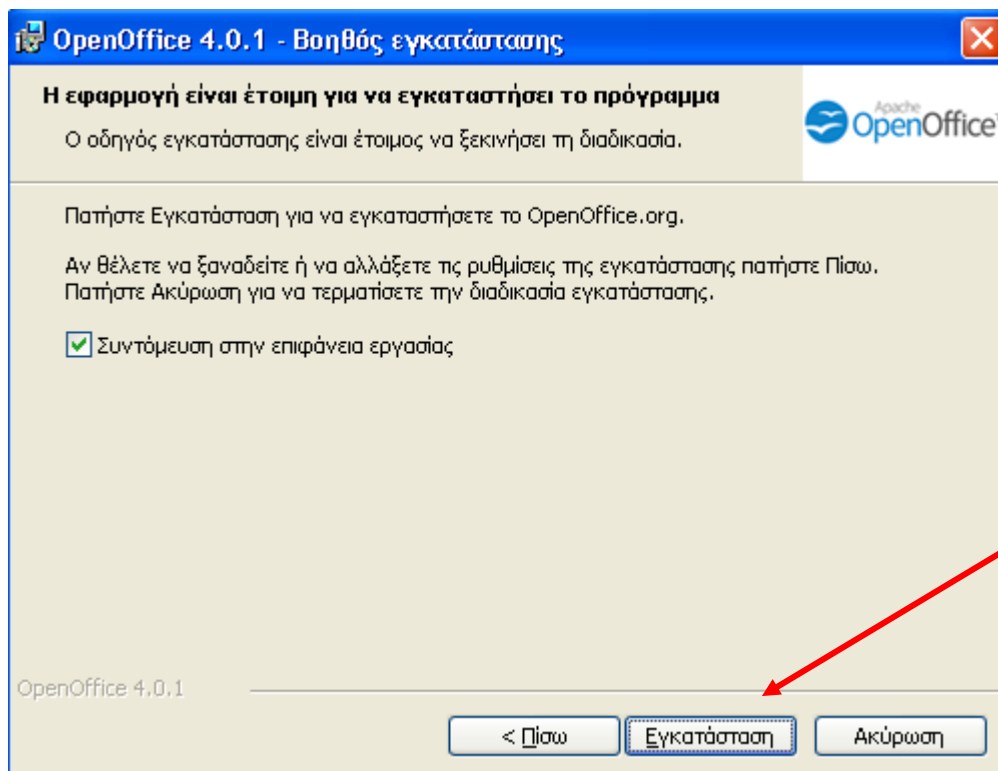 OpenOffice 4.0.1 - Βοηθός εγκατάστασης
Η εφαρμογή είναι έτοιμη για να εγκαταστήσει το πρόγραμμα
Ο οδηγός εγκατάστασης είναι έτοιμος να ξεκινήσει τη διαδικασία.
Apache
OpenOffice
Πατήστε Εγκατάσταση για να εγκαταστήσετε το OpenOffice.org.
Αν θέλετε να ξαναδείτε ή να αλλάξετε τις ρυθμίσεις της εγκατάστασης πατήστε Πίσω.
Πατήστε Ακύρωση για να τερματίσετε την διαδικασία εγκατάστασης.
Συντόμευση στην επιφάνεια εργασίας
OpenOffice 4.0.1
< Πίσω
Εγκατάσταση
Ακύρωση